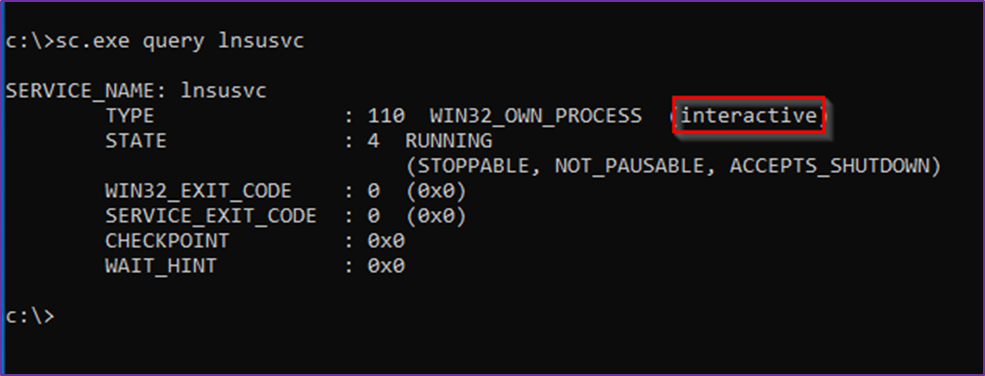 c:\>sc.exe query lnsusvc
SERVICE_NAME: lnsusvc
TYPE : 110 WIN32_OWN_PROCESS (interactive)
STATE : 4 RUNNING
(STOPPABLE, NOT_PAUSABLE, ACCEPTS_SHUTDOWN)
WIN32_EXIT_CODE : 0 (0x0)
SERVICE_EXIT_CODE : 0 (0x0)
CHECKPOINT : 0x0
WAIT_HINT : 0x0
c:\>